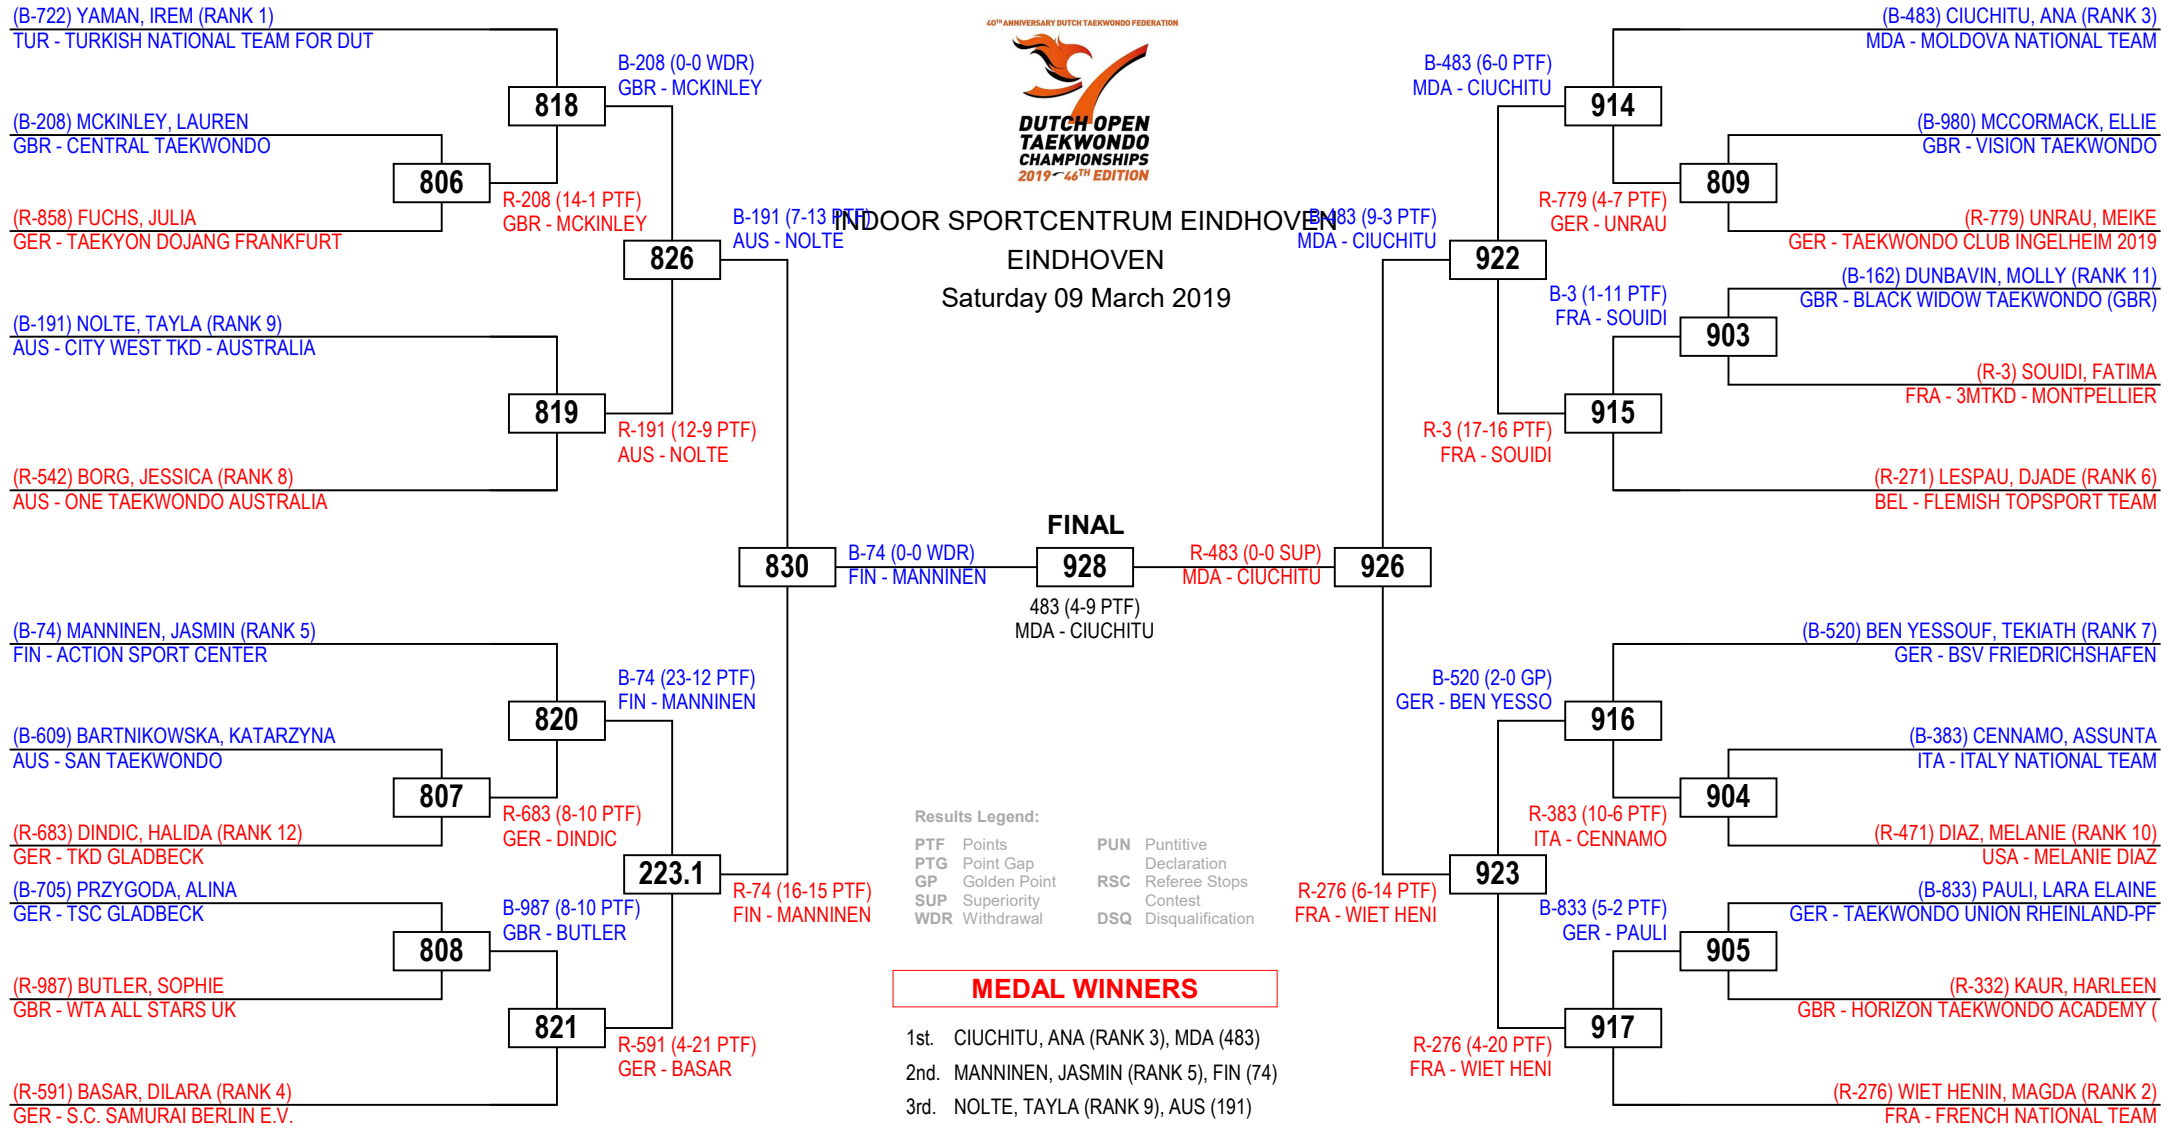 (B-722) YAMAN, IREM (RANK 1)
TUR - TURKISH NATIONAL TEAM FOR DUT
(B-208) MCKINLEY, LAUREN
GBR - CENTRAL TAEKWONDO
(R-858) FUCHS, JULIA
GER - TAEKYON DOJANG FRANKFURT
(B-191) NOLTE, TAYLA (RANK 9)
AUS - CITY WEST TKD - AUSTRALIA
(R-542) BORG, JESSICA (RANK 8)
AUS - ONE TAEKWONDO AUSTRALIA
(B-74) MANNINEN, JASMIN (RANK 5)
FIN - ACTION SPORT CENTER
(B-609) BARTNIKOWSKA, KATARZYNA
AUS - SAN TAEKWONDO
(R-683) DINDIC, HALIDA (RANK 12)
GER - TKD GLADBECK
(B-705) PRZYGODA, ALINA
GER - TSC GLADBECK
(R-987) BUTLER, SOPHIE
GBR - WTA ALL STARS UK
(R-591) BASAR, DILARA (RANK 4)
GER - S.C. SAMURAI BERLIN E.V.
806
R-208 (14-1 PTF)
GBR - MCKINLEY
807
R-683 (8-10 PTF)
GER - DINDIC
808
B-987 (8-10 PTF)
GBR - BUTLER
818
B-208 (0-0 WDR)
GBR - MCKINLEY
819
R-191 (12-9 PTF)
AUS - NOLTE
820
B-74 (23-12 PTF)
FIN - MANNINEN
821
R-591 (4-21 PTF)
GER - BASAR
826
B-191 (7-13 PTF)
AUS - NOLTE
223.1
R-74 (16-15 PTF)
FIN - MANNINEN
830
B-74 (0-0 WDR)
FIN - MANNINEN
40TH ANNIVERSARY DUTCH TAEKWONDO FEDERATION
DUTCH OPEN
TAEKWONDO
CHAMPIONSHIPS
2019 46TH EDITION
INDOOR SPORTCENTRUM EINDHOVEN
EINDHOVEN
Saturday 09 March 2019
FINAL
928
483 (4-9 PTF)
MDA - CIUCHITU
Results Legend:
PTF Points
PTG Point Gap
GP Golden Point
SUP Superiority
WDR Withdrawal
PUN Puntitive
Declaration
RSC Referee Stops
Contest
DSQ Disqualification
MEDAL WINNERS
1st. CIUCHITU, ANA (RANK 3), MDA (483)
2nd. MANNINEN, JASMIN (RANK 5), FIN (74)
3rd. NOLTE, TAYLA (RANK 9), AUS (191)
R-483 (0-0 SUP)
MDA - CIUCHITU
926
B-483 (9-3 PTF)
MDA - CIUCHITU
922
R-276 (6-14 PTF)
FRA - WIET HENI
923
B-483 (6-0 PTF)
MDA - CIUCHITU
914
R-3 (17-16 PTF)
FRA - SOUIDI
915
B-520 (2-0 GP)
GER - BEN YESSO
916
R-276 (4-20 PTF)
FRA - WIET HENI
917
R-779 (4-7 PTF)
GER - UNRAU
809
B-3 (1-11 PTF)
FRA - SOUIDI
903
R-383 (10-6 PTF)
ITA - CENNAMO
904
B-833 (5-2 PTF)
GER - PAULI
905
(B-483) CIUCHITU, ANA (RANK 3)
MDA - MOLDOVA NATIONAL TEAM
(B-980) MCCORMACK, ELLIE
GBR - VISION TAEKWONDO
(R-779) UNRAU, MEIKE
GER - TAEKWONDO CLUB INGELHEIM 2019
(B-162) DUNBAVIN, MOLLY (RANK 11)
GBR - BLACK WIDOW TAEKWONDO (GBR)
(R-3) SOUIDI, FATIMA
FRA - 3MTKD - MONTPELLIER
(R-271) LESPAU, DJADE (RANK 6)
BEL - FLEMISH TOPSPORT TEAM
(B-520) BEN YESSOUF, TEKIATH (RANK 7)
GER - BSV FRIEDRICHSHAFEN
(B-383) CENNAMO, ASSUNTA
ITA - ITALY NATIONAL TEAM
(R-471) DIAZ, MELANIE (RANK 10)
USA - MELANIE DIAZ
(B-833) PAULI, LARA ELAINE
GER - TAEKWONDO UNION RHEINLAND-PF
(R-332) KAUR, HARLEEN
GBR - HORIZON TAEKWONDO ACADEMY (
(R-276) WIET HENIN, MAGDA (RANK 2)
FRA - FRENCH NATIONAL TEAM